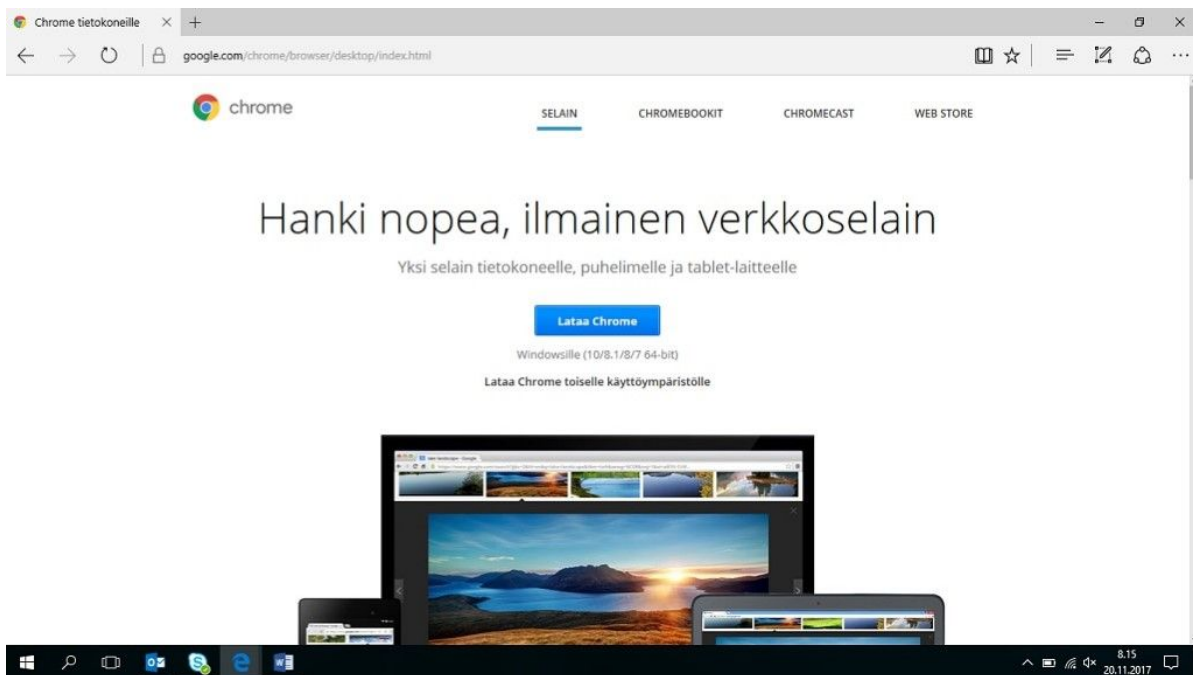 Chrome tietokoneille
google.com/chrome/browser/desktop/index.html
chrome
SELAIN CHROMEBOOKIT CHROMECAST WEB STORE
Hanki nopea, ilmainen verkkoselain
Yksi selain tietokoneelle, puhelimelle ja tablet-laitteelle
Lataa Chrome
Windowsille (10/8.1/8/7 64-bit)
Lataa Chrome toiselle käyttöympäristölle
8.15
20.11.2017